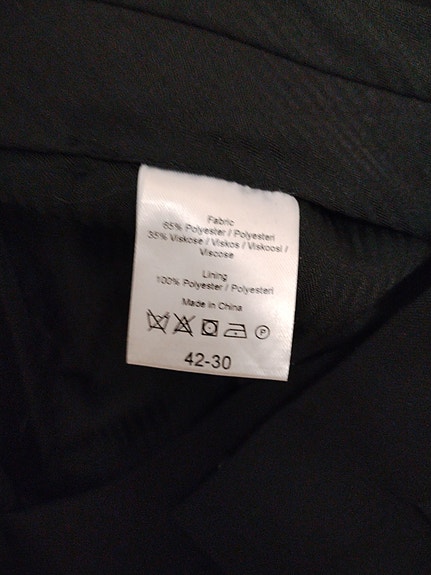 Fabric
65% Polyester / Polyesteri
35% Viskose / Viskos / Viskoosi /
Viscose
Lining
100% Polyester / Polyesteri
Made in China
P
42-30